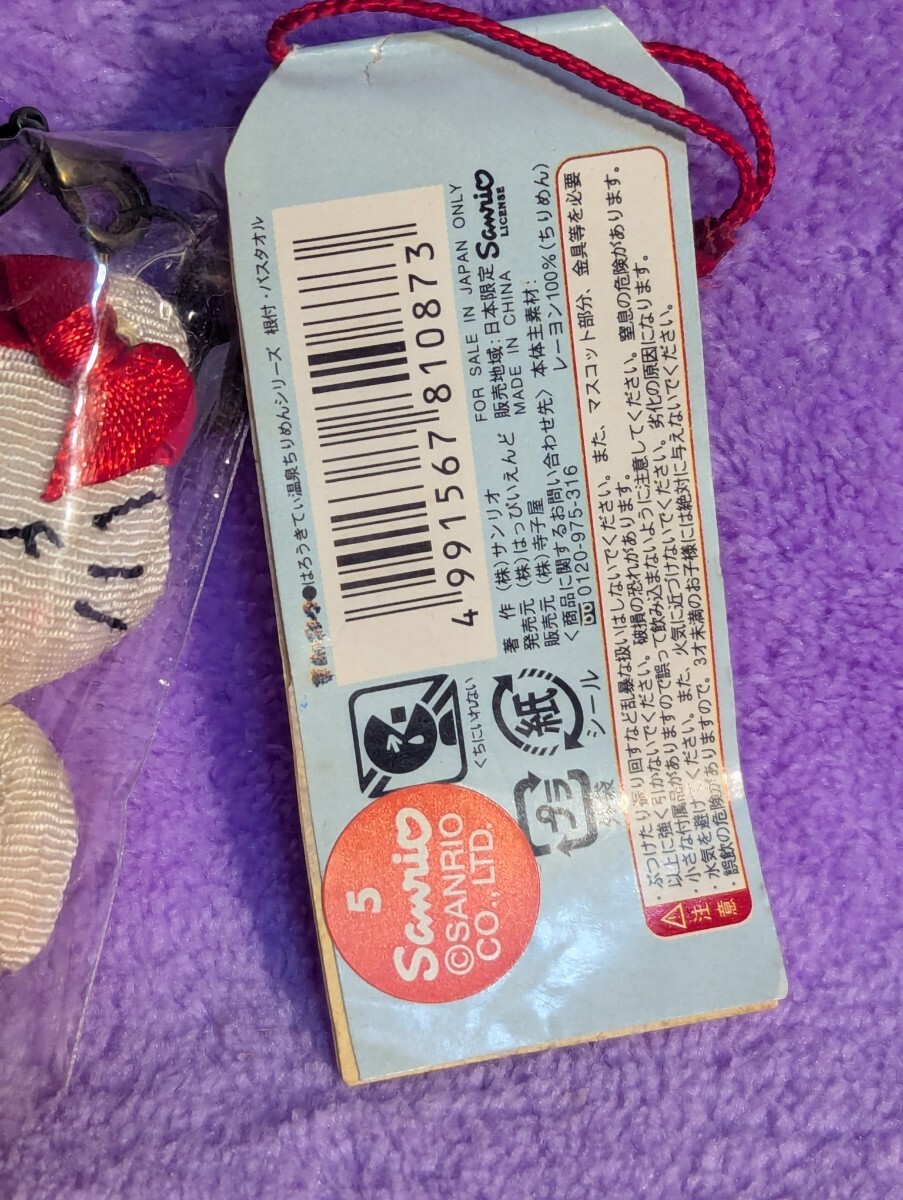 ●はろうきてぃ温泉ちりめんシリーズ 根付・バスタオル
4991567810873
FOR SALE IN JAPAN ONLY
著 作 (株)サンリオ 販売地域:日本限定
発売元 (株)はっぴいえんど MADE IN CHINA
Sanrio
LICENSE
販売元 (株)寺子屋 本体主素材:
<商品に関するお問い合わせ先> レーヨン100%(ちりめん)
0120-975-316
くちにいれない
紙
シール
プラ
袋
・ぶつけたり振り回すなど乱暴な扱いはしないでください。また、マスコット部分、金具等を必要
以上に強く引かないでください。破損の恐れがあります。
・小さな付属品がありますので誤って飲み込まないように注意してください。窒息の危険があります。
・水気を避けてください。また、火気に近づけないでください。劣化の原因になります。
・誤飲の危険がありますので、3才未満のお子様には絶対に与えないでください。
注意
5
Sanrio
©SANRIO
CO., LTD.